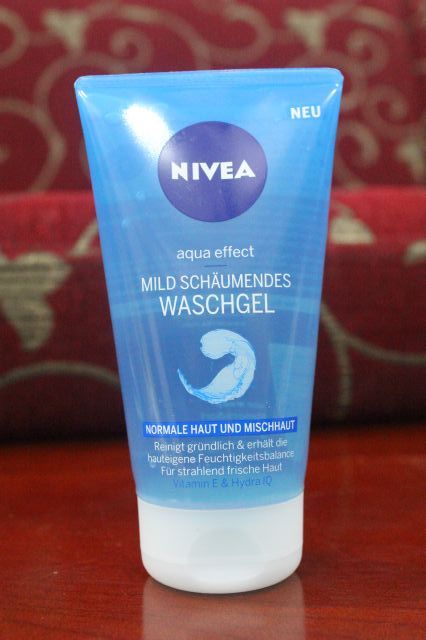 NEU
NIVEA
aqua effect
MILD SCHÄUMENDES
WASCHGEL
NORMALE HAUT UND MISCHHAUT
Reinigt gründlich & erhält die
hauteigene Feuchtigkeitsbalance
Für strahlend frische Haut
Vitamin E & Hydra IQ